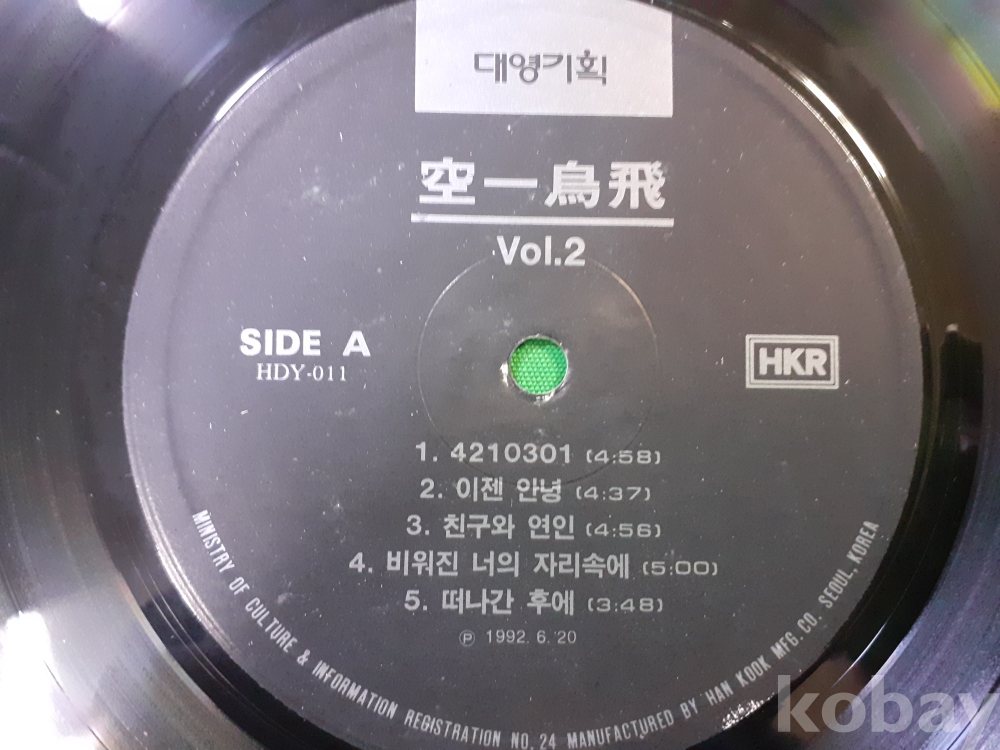 대영기획
空一鳥飛
Vol.2
SIDE A
HDY-011
HKR
1. 4210301 (4:58)
2. 이젠 안녕 (4:37)
3. 친구와 연인 (4:56)
4. 비워진 너의 자리속에 (5:00)
5. 떠나간 후에 (3:48)
Ⓟ 1992. 6. 20
MINISTRY OF CULTURE & INFORMATION REGISTRATION NO. 24 MANUFACTURED BY HAN KOOK MFG. CO. SEOUL, KOREA
kobay